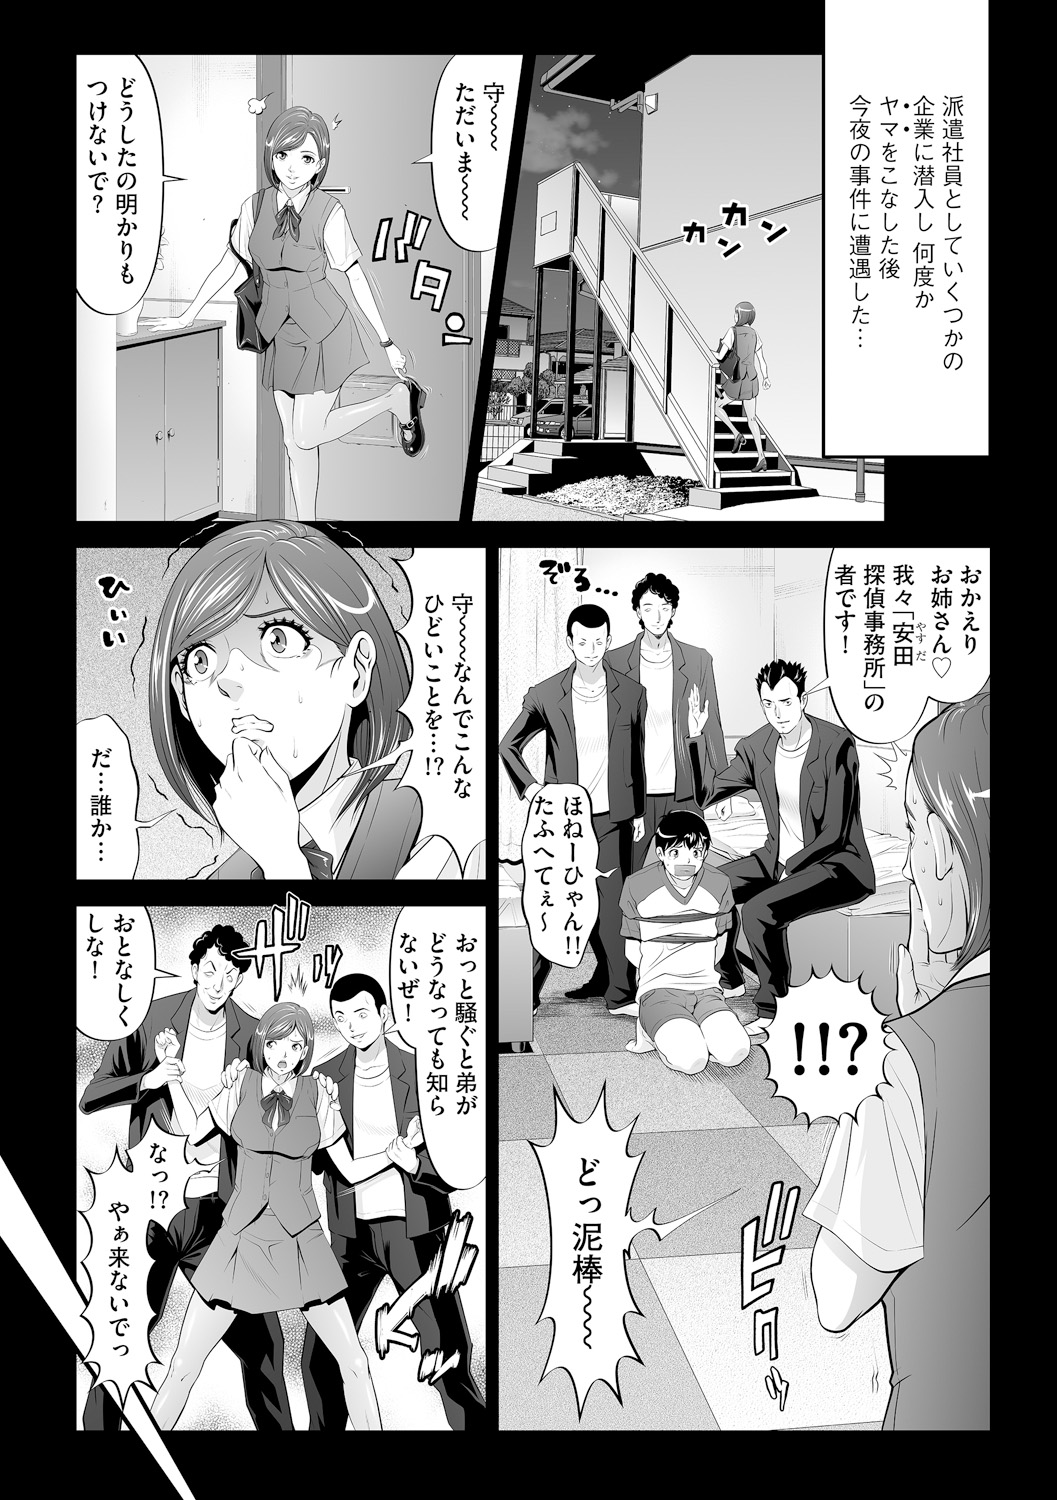 派遣社員としていくつかの
企業に潜入し 何度か
ヤマをこなした後
今夜の事件に遭遇した…
カン
カン
守〜〜〜
ただいま〜〜〜
バタン
どうしたの明かりも
つけないで?
おかえり
お姉さん♡
我々「安田
やすだ
探偵事務所」の
者です!
ぞろ…
ほねーひゃん!!
たふへてぇ〜
!!?
どっ泥棒〜〜〜
ビクッ
守〜〜なんでこんな
ひどいことを…!?
ひぃぃ
だ…誰か…
おっと騒ぐと弟が
どうなっても知ら
ないぜ!
ギュッ
おとなしく
しな!
なっ!?
やぁ来ないでっ